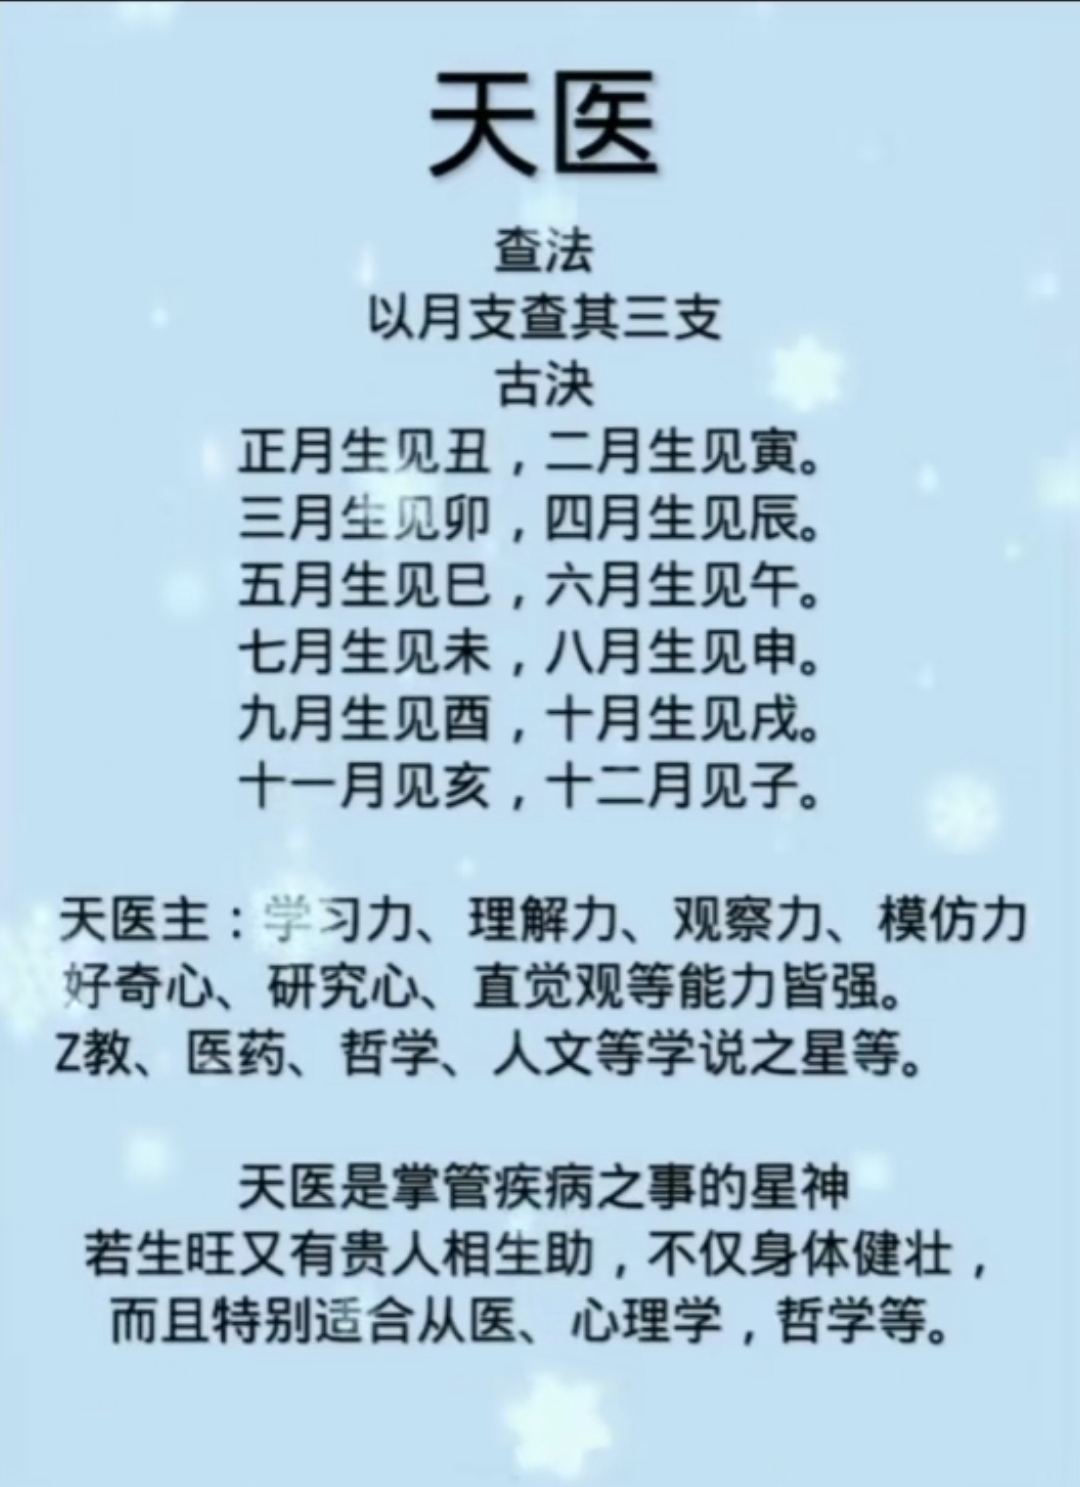 天医
查法
以月支查其三支
古決
正月生见丑，二月生见寅。
三月生见卯，四月生见辰。
五月生见巳，六月生见午。
七月生见未，八月生见申。
九月生见酉，十月生见戌。
十一月见亥，十二月见子。
天医主：学习力、理解力、观察力、模仿力
好奇心、研究心、直觉观等能力皆强。
Z教、医药、哲学、人文等学说之星等。
天医是掌管疾病之事的星神
若生旺又有贵人相生助，不仅身体健壮，
而且特别适合从医、心理学，哲学等。